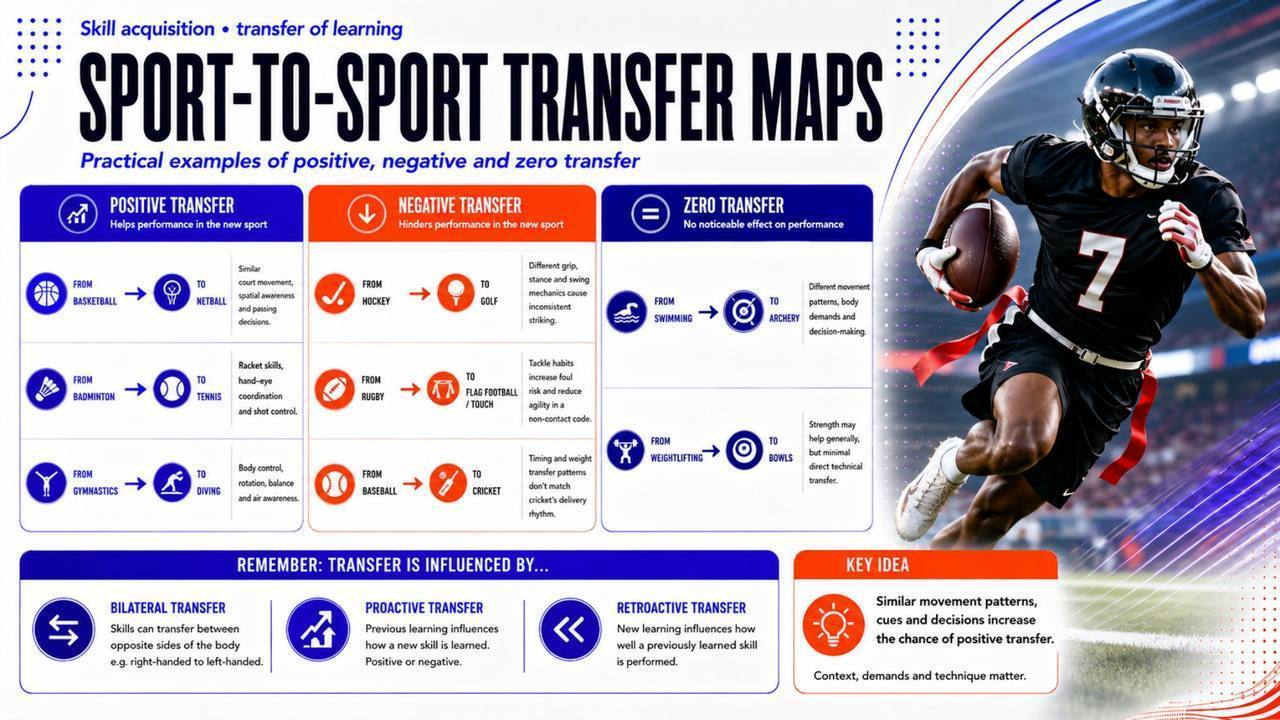 Skill acquisition • transfer of learning
SPORT-TO-SPORT TRANSFER MAPS
Practical examples of positive, negative and zero transfer
POSITIVE TRANSFER
Helps performance in the new sport
FROM
BASKETBALL
TO
NETBALL
Similar
court movement,
spatial awareness
and passing
decisions.
FROM
BADMINTON
TO
TENNIS
Racket skills,
hand–eye
coordination
and shot control.
FROM
GYMNASTICS
TO
DIVING
Body control,
rotation, balance
and air awareness.
NEGATIVE TRANSFER
Hinders performance in the new sport
FROM
HOCKEY
TO
GOLF
Different grip,
stance and swing
mechanics cause
inconsistent
striking.
FROM
RUGBY
TO
FLAG FOOTBALL
/ TOUCH
Tackle habits
increase foul
risk and reduce
agility in a
non-contact code.
FROM
BASEBALL
TO
CRICKET
Timing and weight
transfer patterns
don't match
cricket's delivery
rhythm.
ZERO TRANSFER
No noticeable effect on performance
FROM
SWIMMING
TO
ARCHERY
Different movement
patterns, body
demands and
decision-making.
FROM
WEIGHTLIFTING
TO
BOWLS
Strength may
help generally,
but minimal
direct technical
transfer.
7
REMEMBER: TRANSFER IS INFLUENCED BY...
BILATERAL TRANSFER
Skills can transfer between
opposite sides of the body
e.g. right-handed to left-handed.
PROACTIVE TRANSFER
Previous learning influences
how a new skill is learned.
Positive or negative.
RETROACTIVE TRANSFER
New learning influences how
well a previously learned skill
is performed.
KEY IDEA
Similar movement patterns,
cues and decisions increase
the chance of positive transfer.
Context, demands and technique matter.